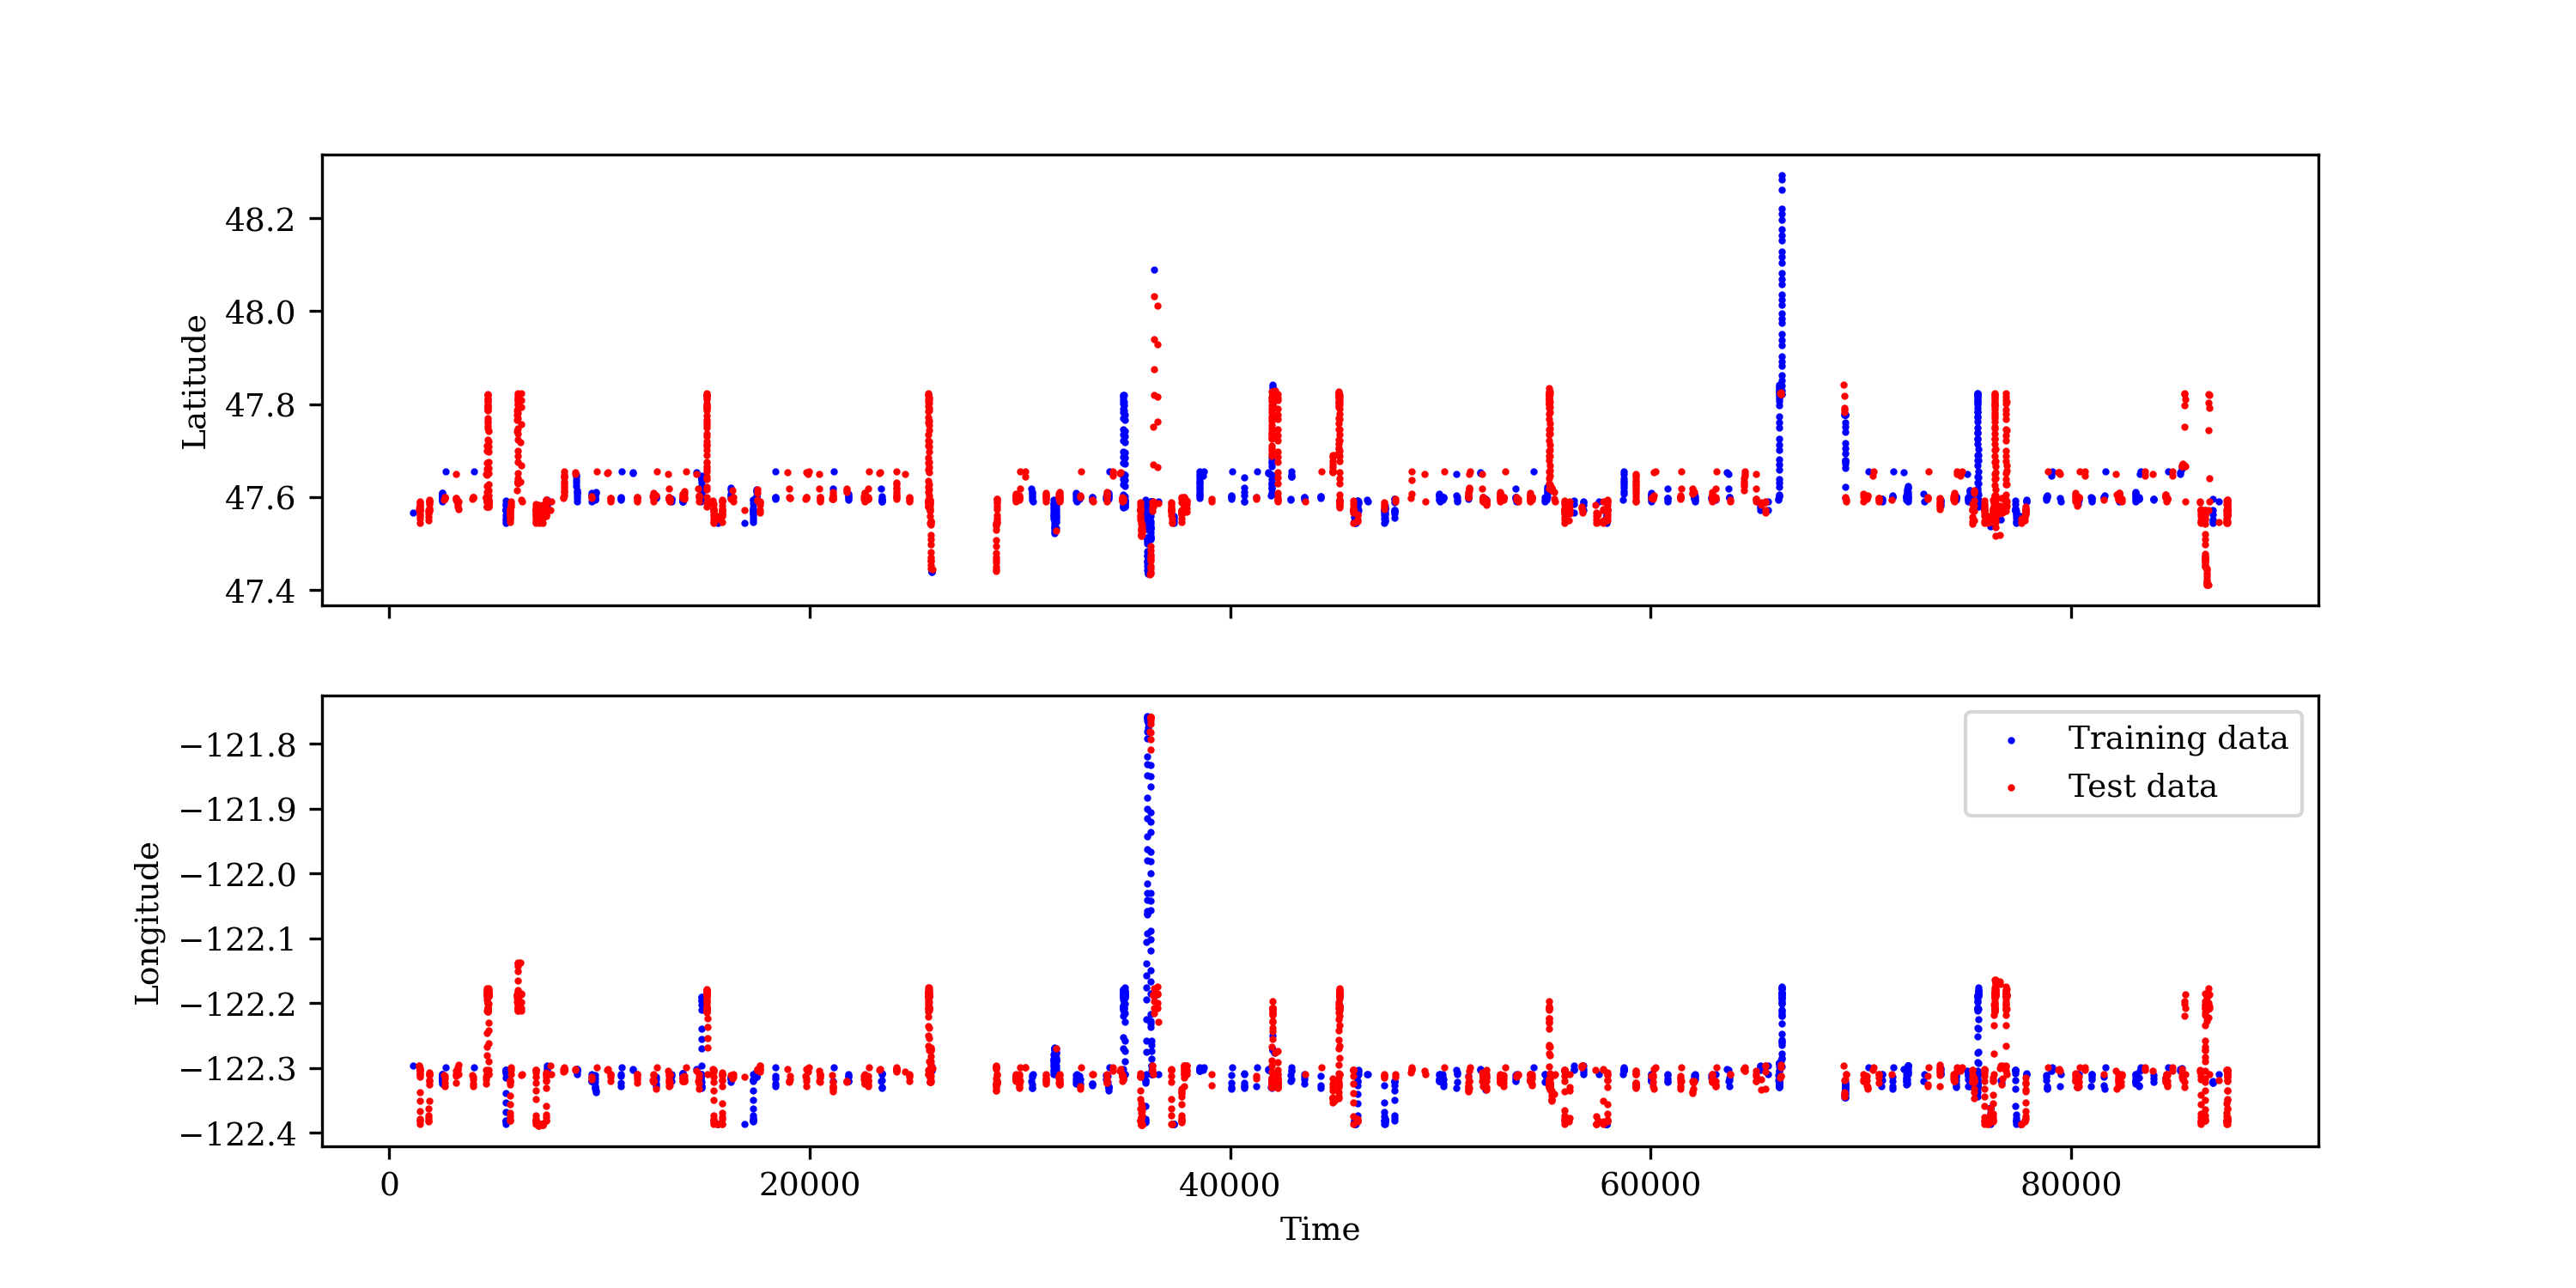 48.2
48.0
47.8
47.6
47.4
Latitude
−121.8
−121.9
−122.0
−122.1
−122.2
−122.3
−122.4
Longitude
Training data
Test data
0 20000 40000 60000 80000
Time